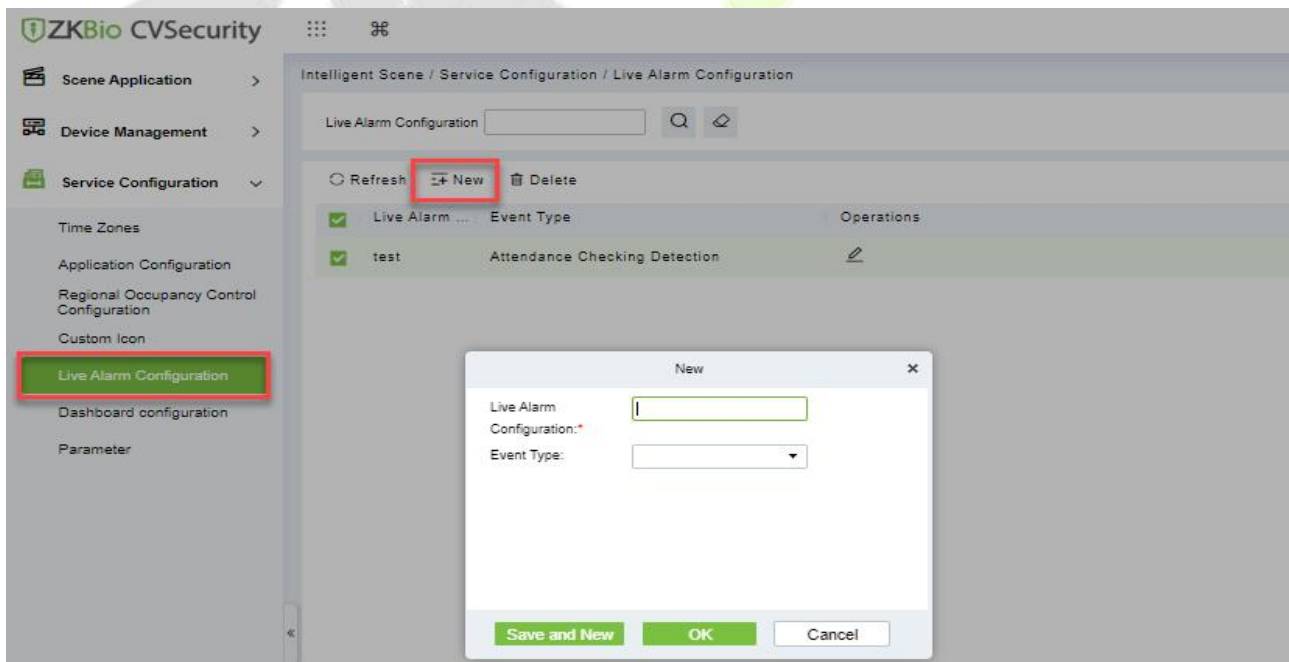 ZKBio CVSecurity
Scene Application
Device Management
Service Configuration
Time Zones
Application Configuration
Regional Occupancy Control
Configuration
Custom Icon
Live Alarm Configuration
Dashboard configuration
Parameter
Intelligent Scene / Service Configuration / Live Alarm Configuration
Live Alarm Configuration
Refresh New Delete
Live Alarm ... Event Type Operations
test Attendance Checking Detection
New
Live Alarm
Configuration:*
Event Type:
Save and New OK Cancel